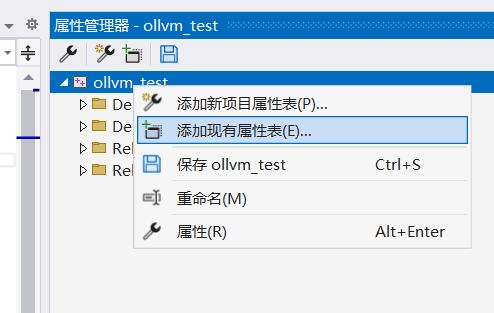 属性管理器 - ollvm_test
ollvm_test
添加新项目属性表(P)...
De
添加现有属性表(E)...
De
Rel
保存 ollvm_test Ctrl+S
Rel
重命名(M)
属性(R) Alt+Enter